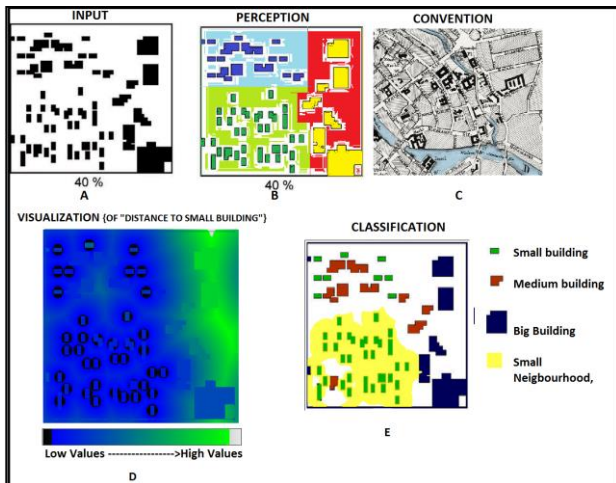 INPUT
PERCEPTION
CONVENTION
40 %
A
40 %
B
C
VISUALIZATION {OF "DISTANCE TO SMALL BUILDING"}
CLASSIFICATION
Small building
Medium building
Big Building
Small
Neigbourhood,
Low Values ------------------>High Values
D
E